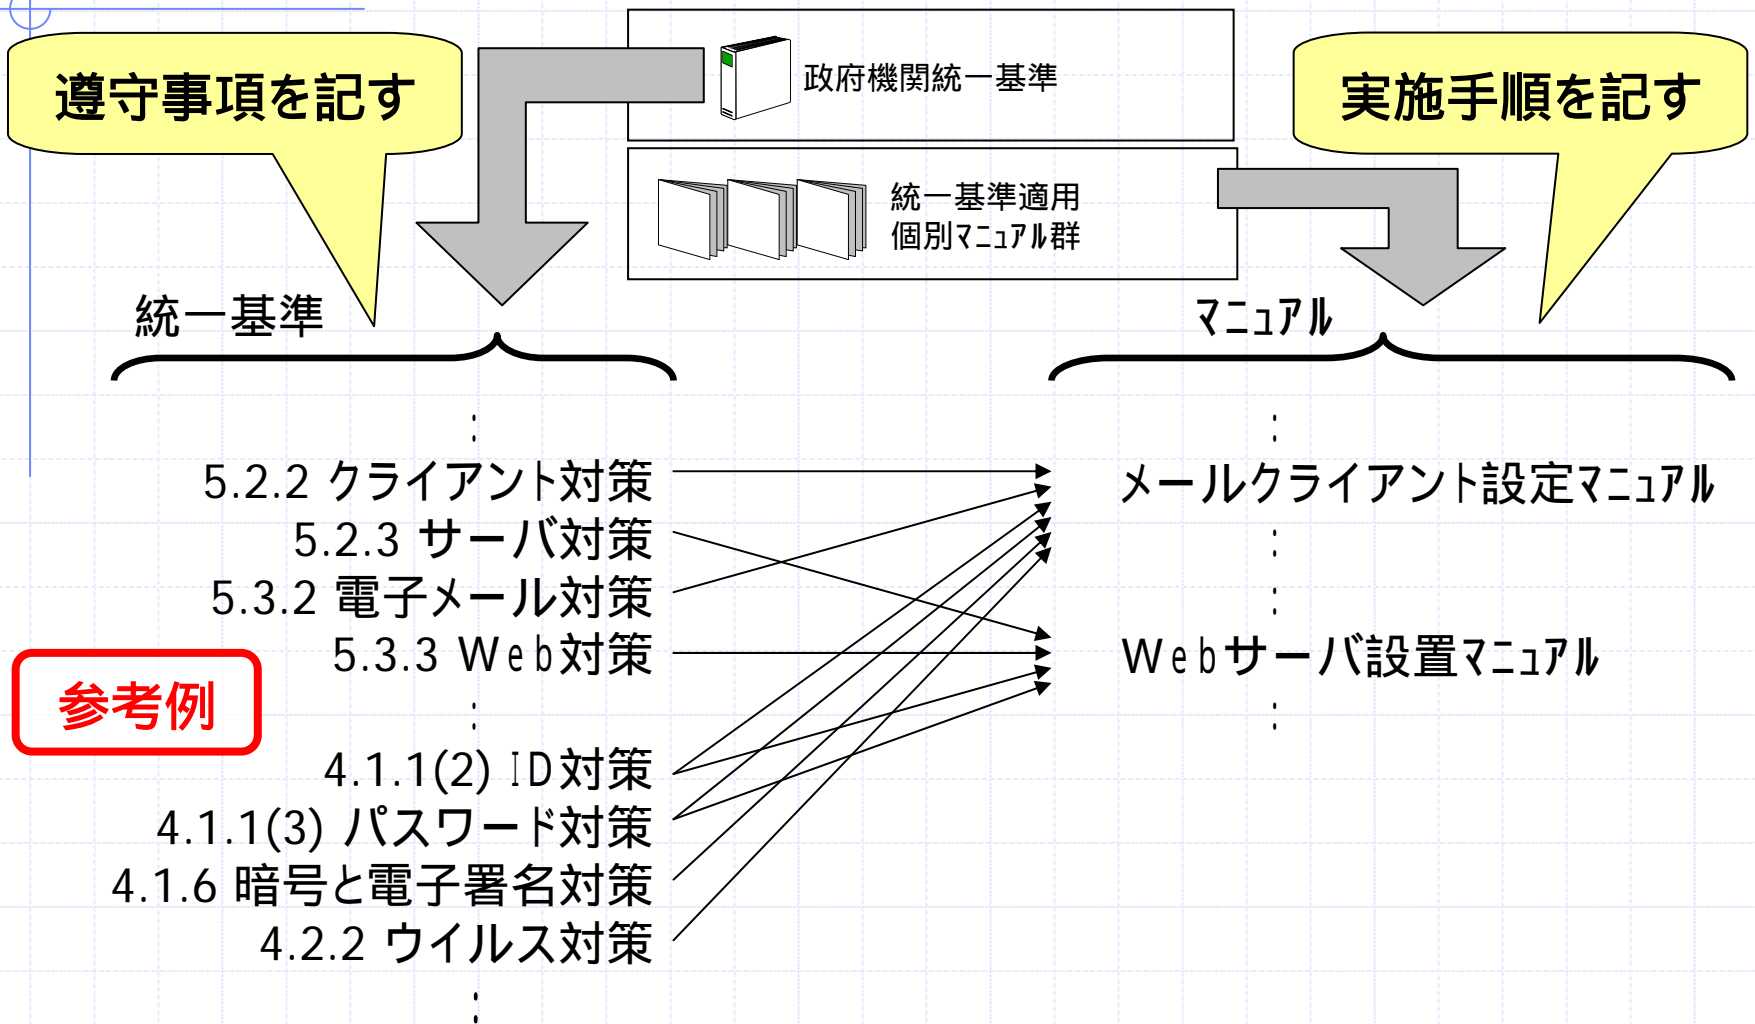 遵守事項を記す
政府機関統一基準
実施手順を記す
統一基準適用
個別ﾏﾆｭｱﾙ群
統一基準
ﾏﾆｭｱﾙ
:
:
5.2.2 クライアント対策
メールクライアント設定ﾏﾆｭｱﾙ
5.2.3 サーバ対策
:
5.3.2 電子メール対策
:
5.3.3 Web対策
Webサーバ設置ﾏﾆｭｱﾙ
参考例
:
:
4.1.1(2) ID対策
4.1.1(3) パスワード対策
4.1.6 暗号と電子署名対策
4.2.2 ウイルス対策
: